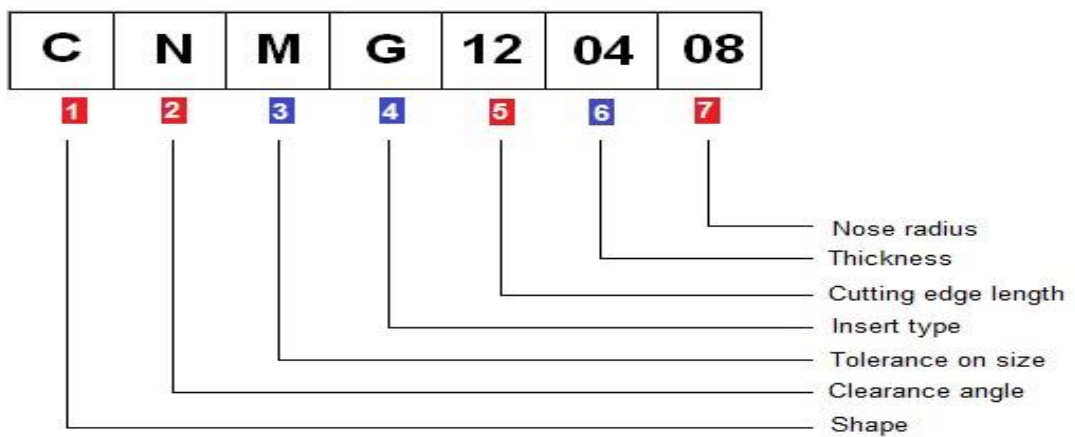 C N M G 12 04 08
1 2 3 4 5 6 7
Nose radius
Thickness
Cutting edge length
Insert type
Tolerance on size
Clearance angle
Shape